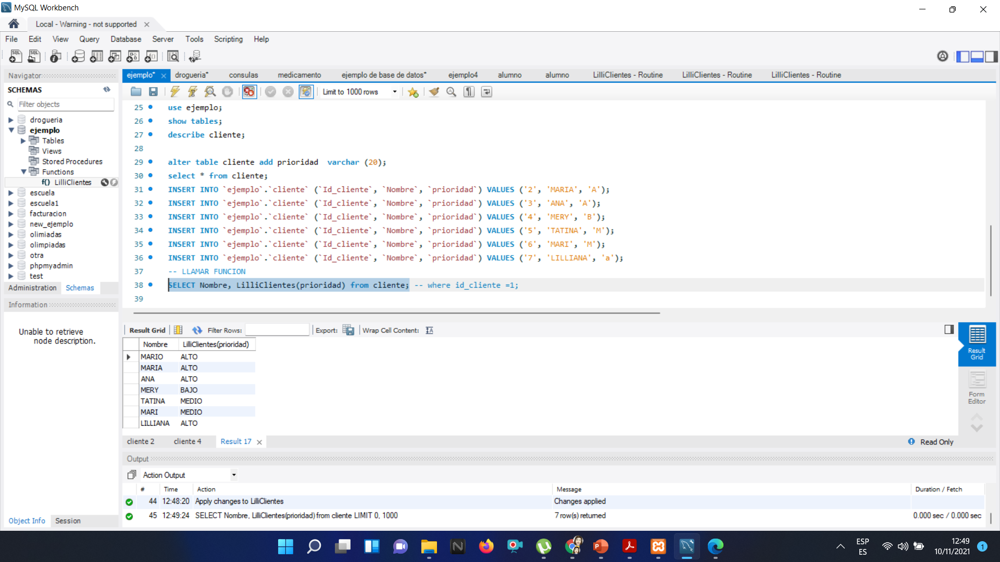 MySQL Workbench
Local - Warning - not supported
File Edit View Query Database Server Tools Scripting Help
Navigator
SCHEMAS
Filter objects
drogueria
ejemplo
Tables
Views
Stored Procedures
Functions
f() LilliClientes
escuela
escuela1
facturacion
new_ejemplo
olimiadas
olimpiadas
otra
phpmyadmin
test
Administration Schemas
Information
Unable to retrieve
node description.
Object Info Session
ejemplo* drogueria* consulas medicamento ejemplo de base de datos* ejemplo4 alumno alumno LilliClientes - Routine LilliClientes - Routine LilliClientes - Routine
Limit to 1000 rows
25 use ejemplo;
26 show tables;
27 describe cliente;
28
29 alter table cliente add prioridad  varchar (20);
30 select * from cliente;
31 INSERT INTO `ejemplo`.`cliente` (`Id_cliente`, `Nombre`, `prioridad`) VALUES ('2', 'MARIA', 'A');
32 INSERT INTO `ejemplo`.`cliente` (`Id_cliente`, `Nombre`, `prioridad`) VALUES ('3', 'ANA', 'A');
33 INSERT INTO `ejemplo`.`cliente` (`Id_cliente`, `Nombre`, `prioridad`) VALUES ('4', 'MERY', 'B');
34 INSERT INTO `ejemplo`.`cliente` (`Id_cliente`, `Nombre`, `prioridad`) VALUES ('5', 'TATINA', 'M');
35 INSERT INTO `ejemplo`.`cliente` (`Id_cliente`, `Nombre`, `prioridad`) VALUES ('6', 'MARI', 'M');
36 INSERT INTO `ejemplo`.`cliente` (`Id_cliente`, `Nombre`, `prioridad`) VALUES ('7', 'LILLIANA', 'a');
37 -- LLAMAR FUNCION
38 SELECT Nombre, LilliClientes(prioridad) from cliente; -- where id_cliente =1;
39
Result Grid Filter Rows: Export: Wrap Cell Content:
Nombre LilliClientes(prioridad)
MARIO ALTO
MARIA ALTO
ANA ALTO
MERY BAJO
TATINA MEDIO
MARI MEDIO
LILLIANA ALTO
Result
Grid
Form
Editor
cliente 2 cliente 4 Result 17 Read Only
Output
Action Output
# Time Action Message Duration / Fetch
44 12:48:20 Apply changes to LilliClientes Changes applied
45 12:49:24 SELECT Nombre, LilliClientes(prioridad) from cliente LIMIT 0, 1000 7 row(s) returned 0.000 sec / 0.000 sec
ESP
ES
12:49
10/11/2021
1